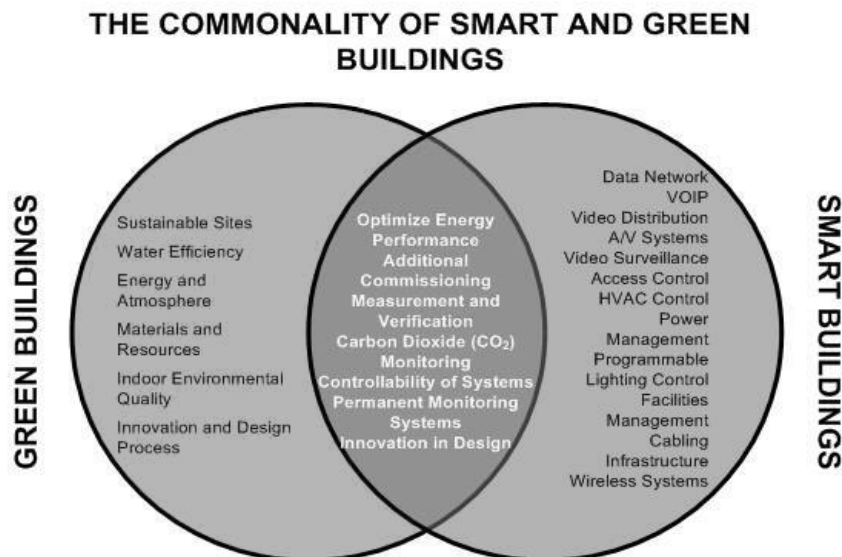 THE COMMONALITY OF SMART AND GREEN
BUILDINGS
GREEN BUILDINGS
Sustainable Sites
Water Efficiency
Energy and
Atmosphere
Materials and
Resources
Indoor Environmental
Quality
Innovation and Design
Process
Optimize Energy
Performance
Additional
Commissioning
Measurement and
Verification
Carbon Dioxide (CO₂)
Monitoring
Controllability of Systems
Permanent Monitoring
Systems
Innovation in Design
Data Network
VOIP
Video Distribution
A/V Systems
Video Surveillance
Access Control
HVAC Control
Power
Management
Programmable
Lighting Control
Facilities
Management
Cabling
Infrastructure
Wireless Systems
SMART BUILDINGS